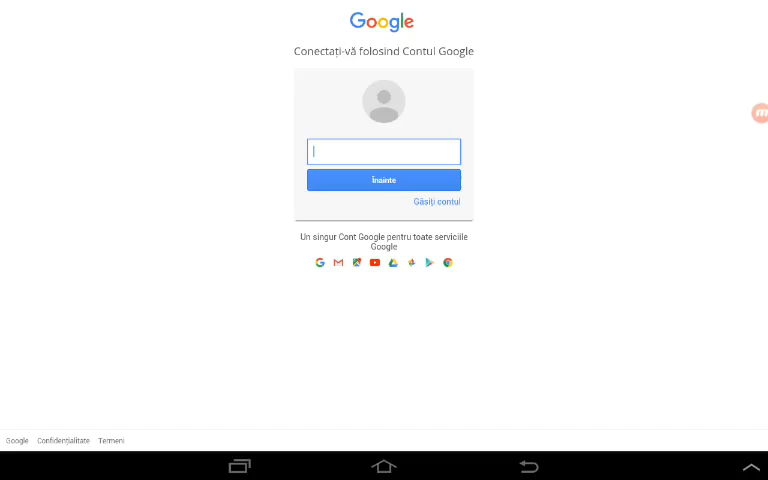 Google
Conectați-vă folosind Contul Google
Înainte
Găsiți contul
Un singur Cont Google pentru toate serviciile
Google
Google Confidențialitate Termeni